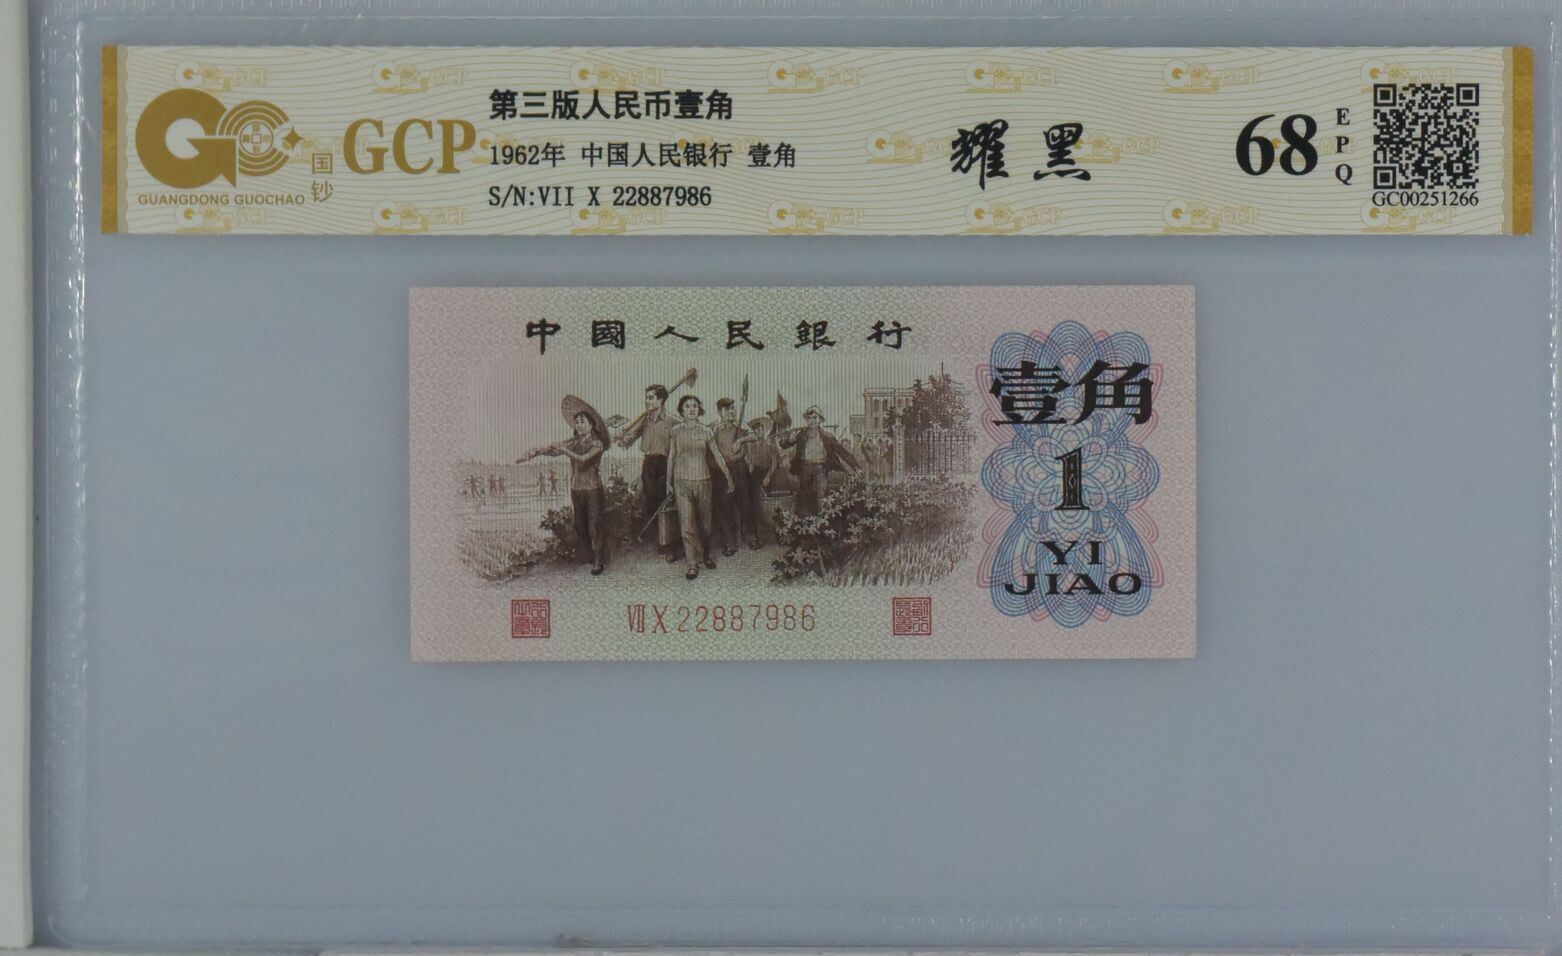 GUANGDONG GUOCHAO
国钞
GCP
第三版人民币壹角
1962年 中国人民银行 壹角
S/N:VII X 22887986
耀黑
68
EPQ
GC00251266
中國人民銀行
壹角
1
YI
JIAO
VII X 22887986